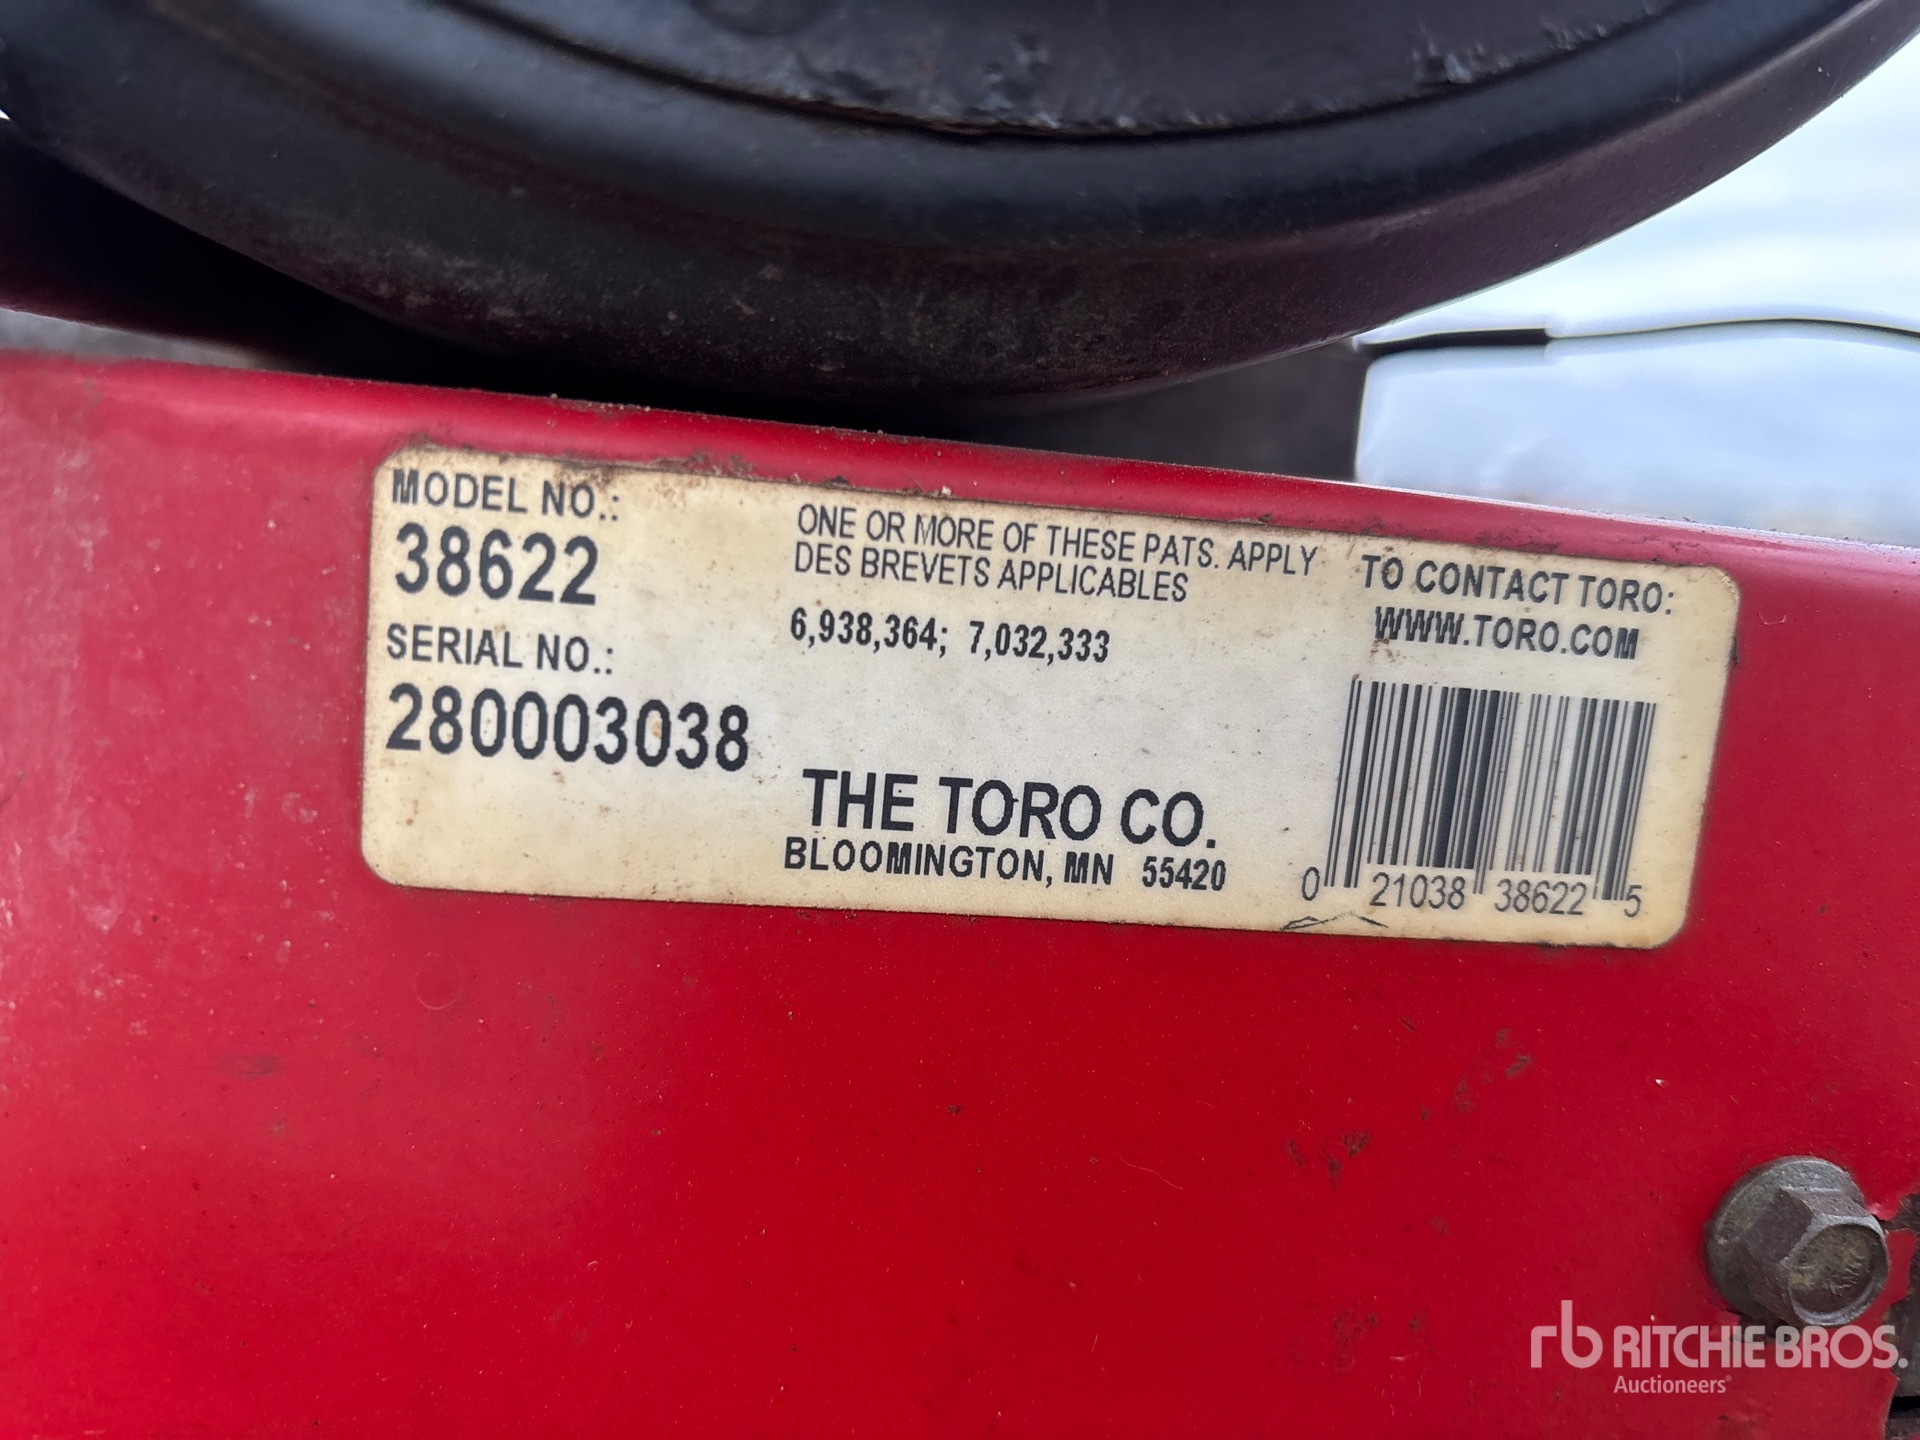 MODEL NO.:
38622
SERIAL NO.:
280003038
ONE OR MORE OF THESE PATS. APPLY
DES BREVETS APPLICABLES
6,938,364; 7,032,333
THE TORO CO.
BLOOMINGTON, MN 55420
TO CONTACT TORO:
WWW.TORO.COM
0 21038 38622 5
rb RITCHIE BROS.
Auctioneers